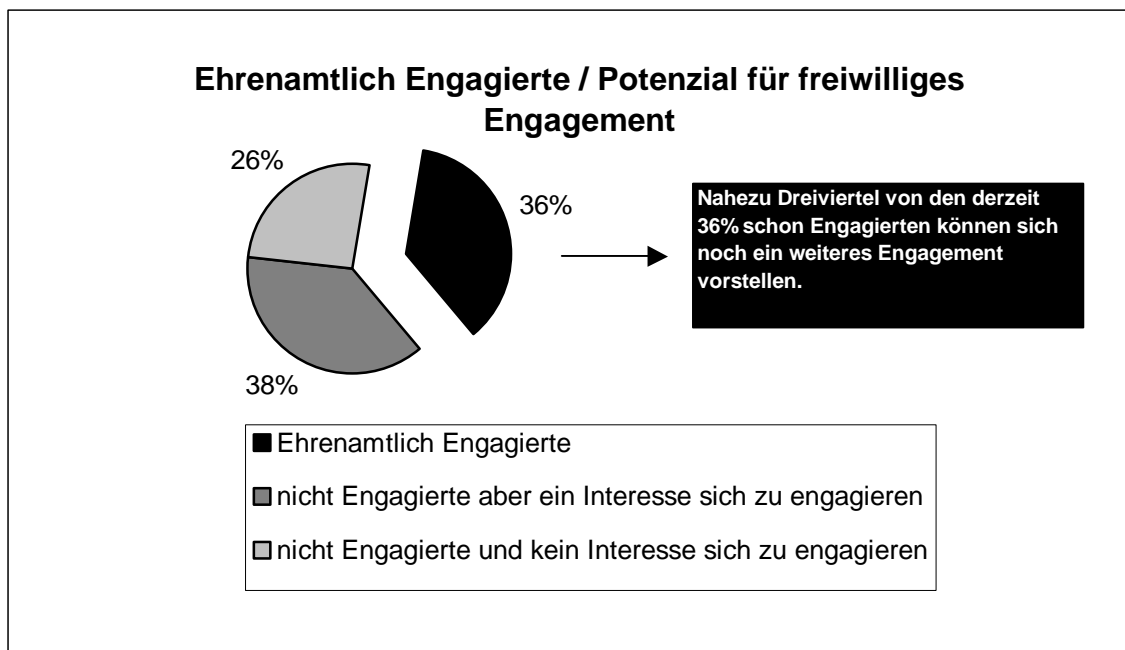 Ehrenamtlich Engagierte / Potenzial für freiwilliges
Engagement
26%
36%
38%
Nahezu Dreiviertel von den derzeit
36% schon Engagierten können sich
noch ein weiteres Engagement
vorstellen.
Ehrenamtlich Engagierte
nicht Engagierte aber ein Interesse sich zu engagieren
nicht Engagierte und kein Interesse sich zu engagieren